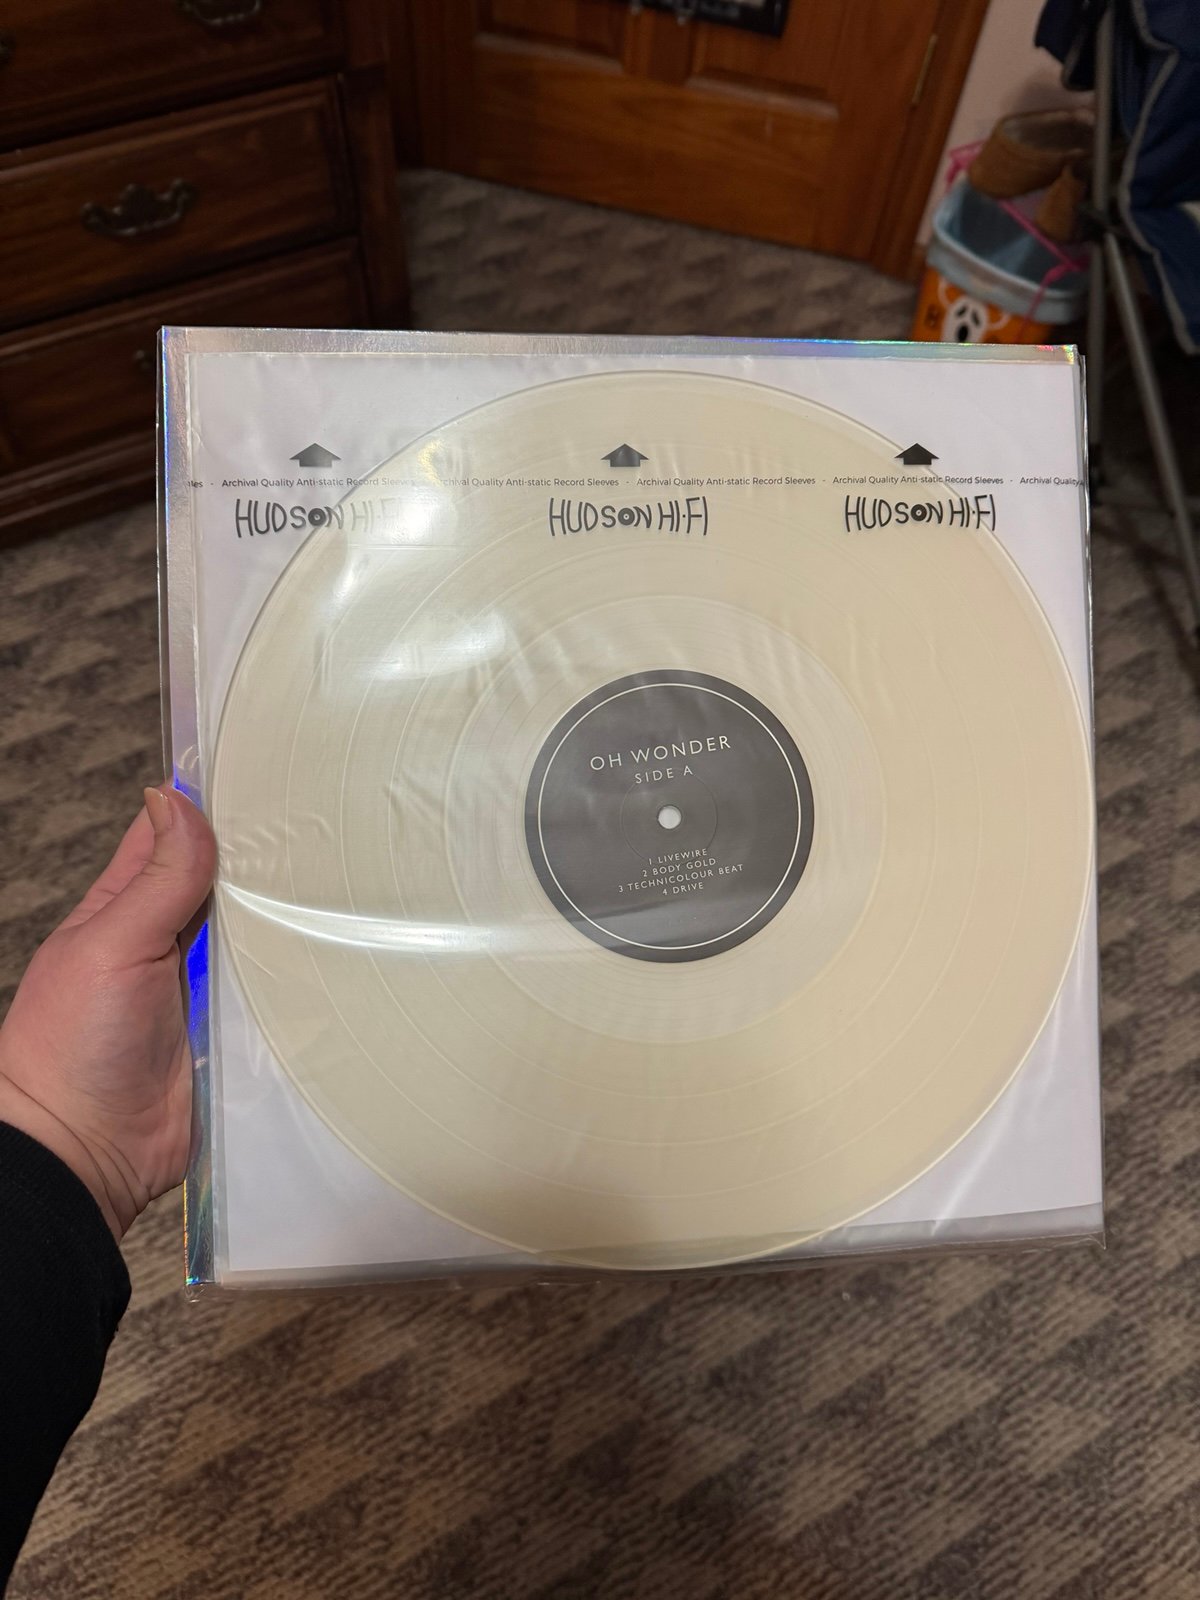 Archival Quality Anti-static Record Sleeves - Archival Quality Anti-static Record Sleeves - Archival Quality Anti-static Record Sleeves - Archival Quality
HUDSON HI-FI HUDSON HI-FI HUDSON HI-FI
OH WONDER
SIDE A
1 LIVEWIRE
2 BODY GOLD
3 TECHNICOLOUR BEAT
4 DRIVE